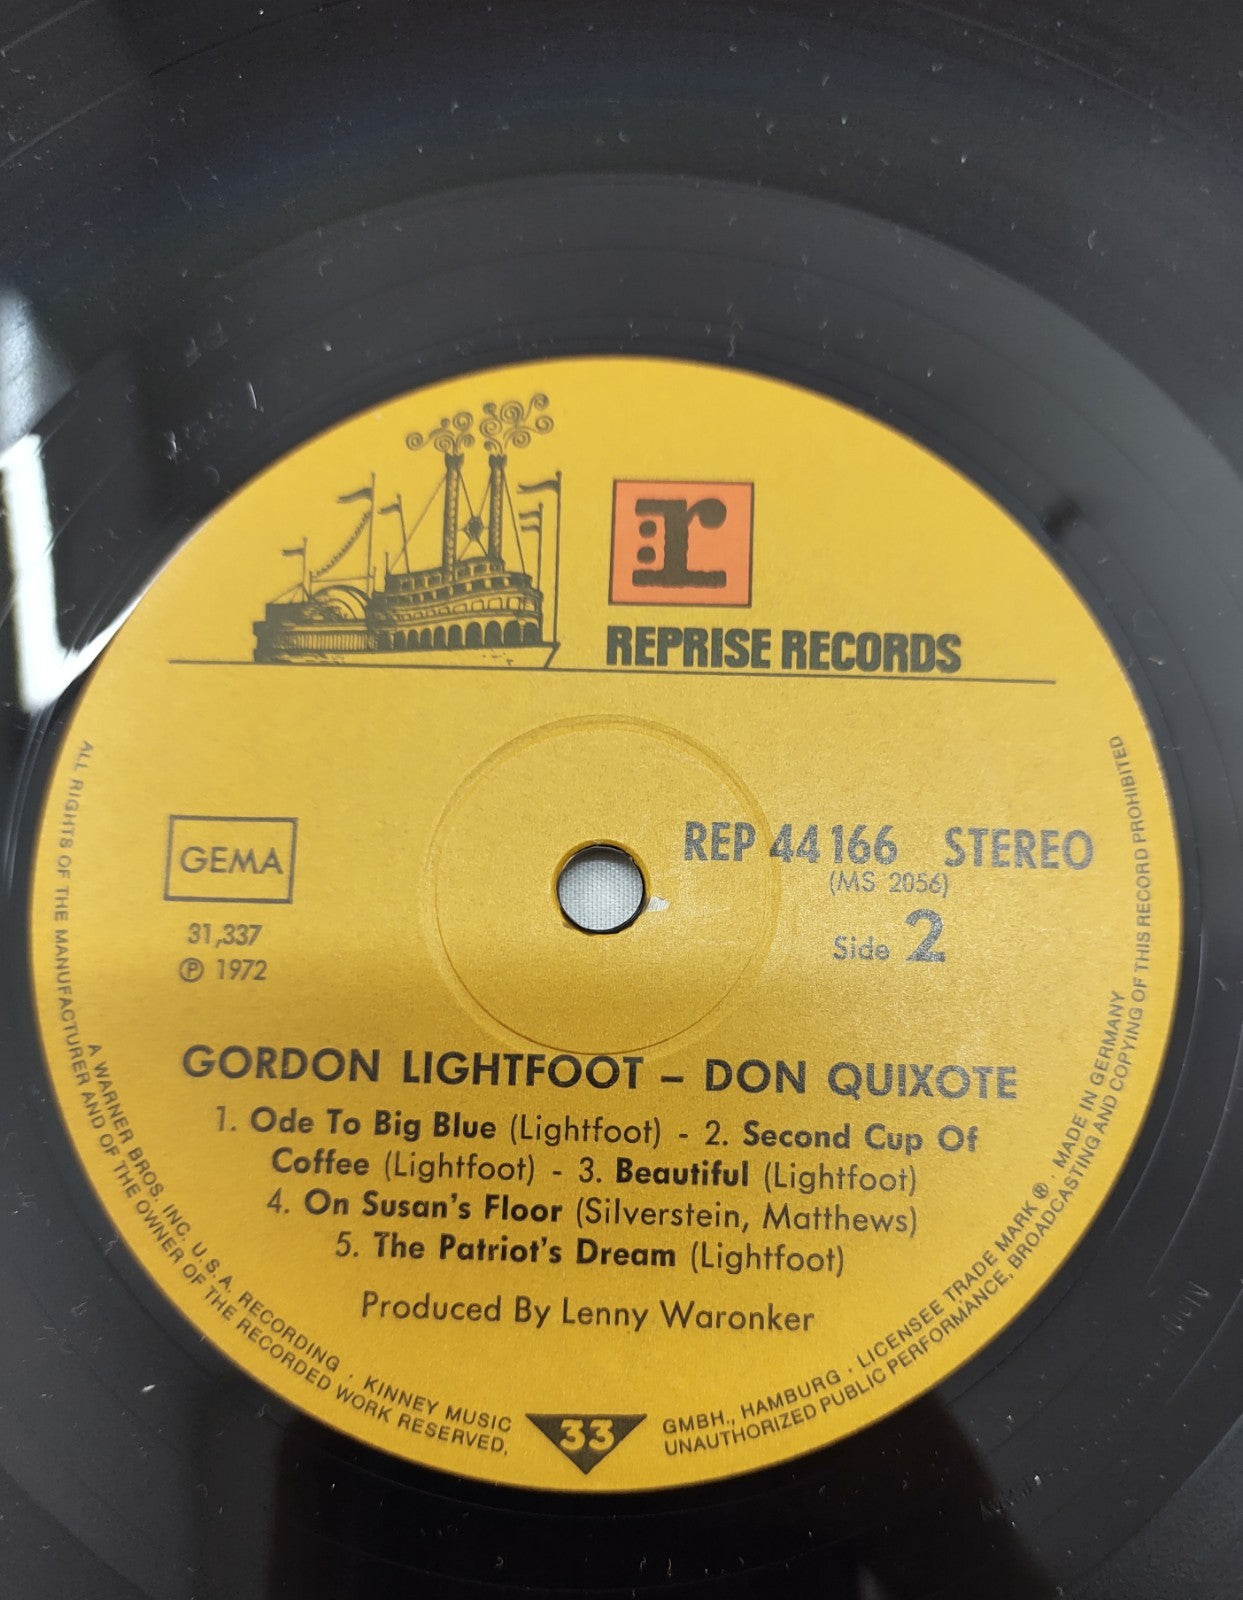 r
REPRISE RECORDS
GEMA
31,337
℗ 1972
REP 44 166 STEREO
(MS 2056)
Side 2
GORDON LIGHTFOOT – DON QUIXOTE
1. Ode To Big Blue (Lightfoot) - 2. Second Cup Of
Coffee (Lightfoot) - 3. Beautiful (Lightfoot)
4. On Susan's Floor (Silverstein, Matthews)
5. The Patriot's Dream (Lightfoot)
Produced By Lenny Waronker
33
A WARNER BROS. INC. U.S.A. RECORDING . KINNEY MUSIC GMBH., HAMBURG . LICENSEE TRADE MARK ® . MADE IN GERMANY
ALL RIGHTS OF THE MANUFACTURER AND OF THE OWNER OF THE RECORDED WORK RESERVED. UNAUTHORIZED PUBLIC PERFORMANCE, BROADCASTING AND COPYING OF THIS RECORD PROHIBITED